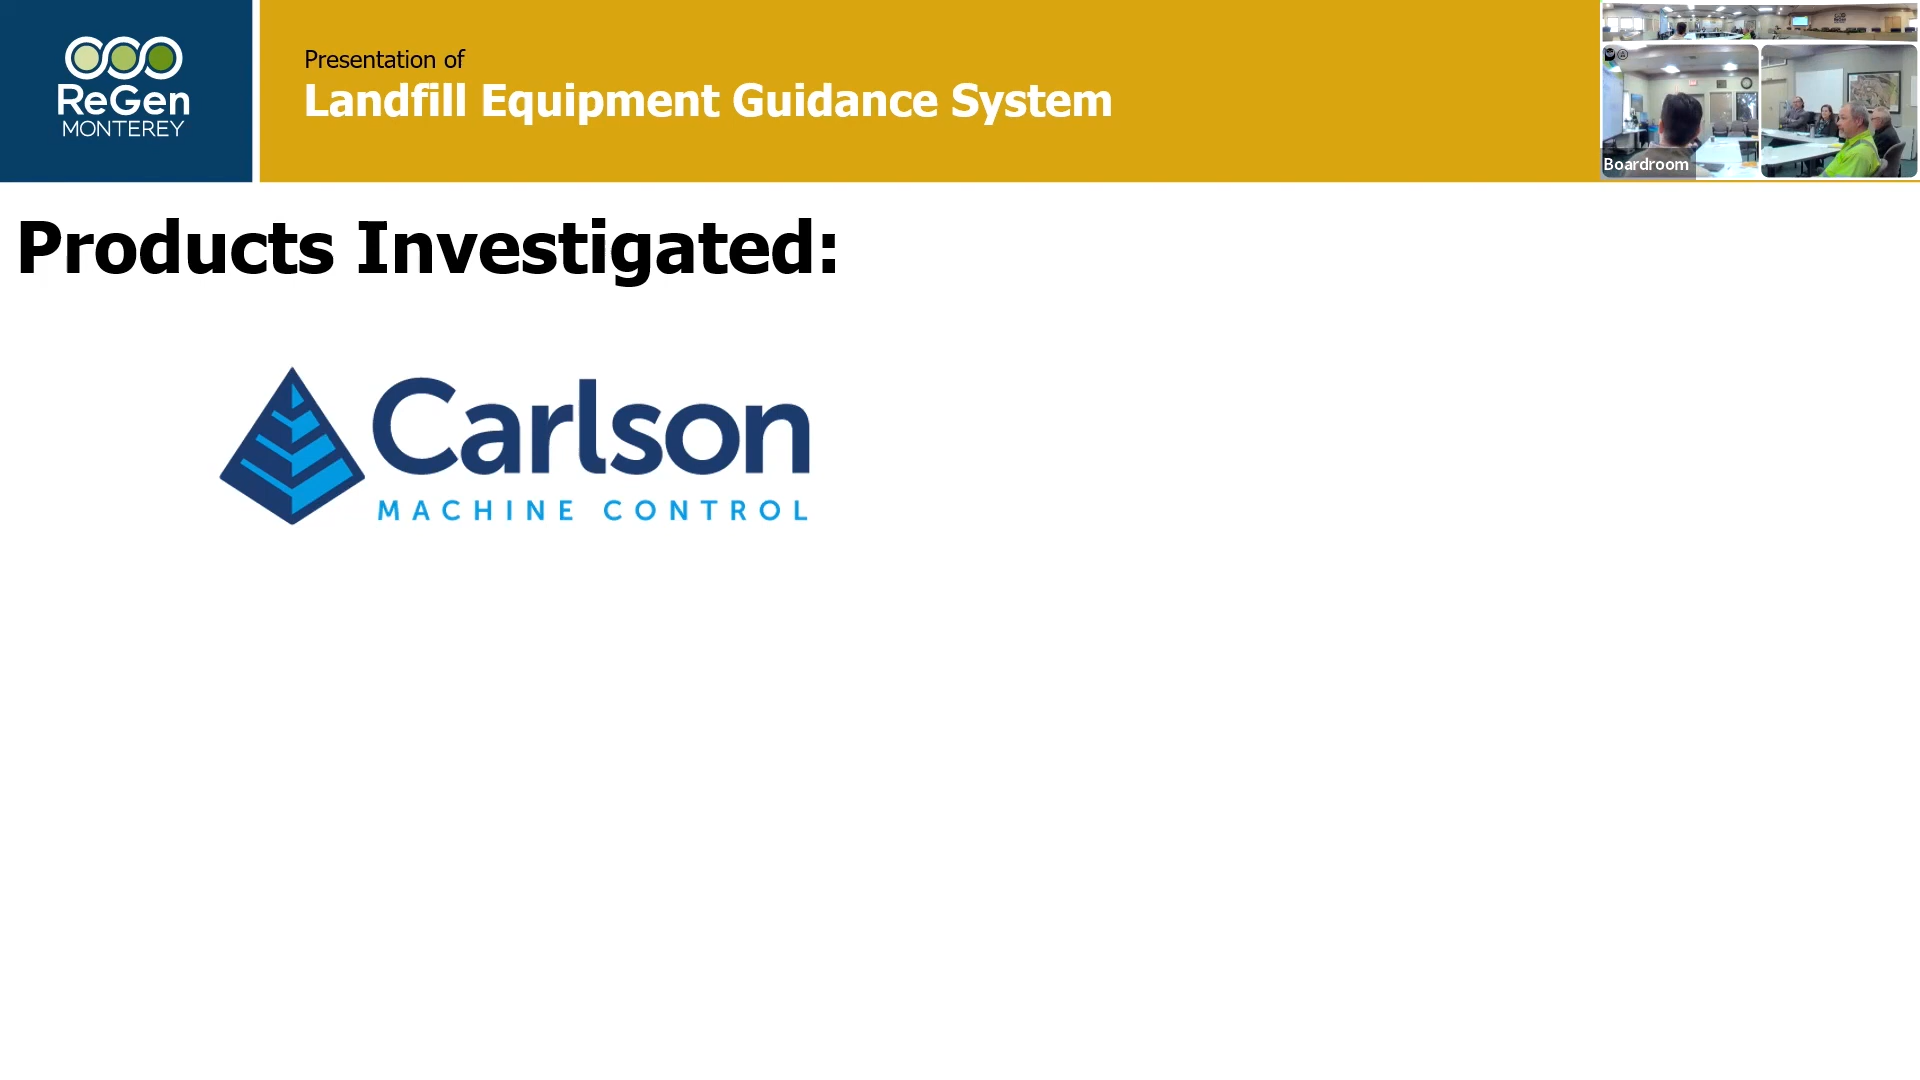 ReGen
MONTEREY
Presentation of
Landfill Equipment Guidance System
Boardroom
Products Investigated:
Carlson
MACHINE CONTROL